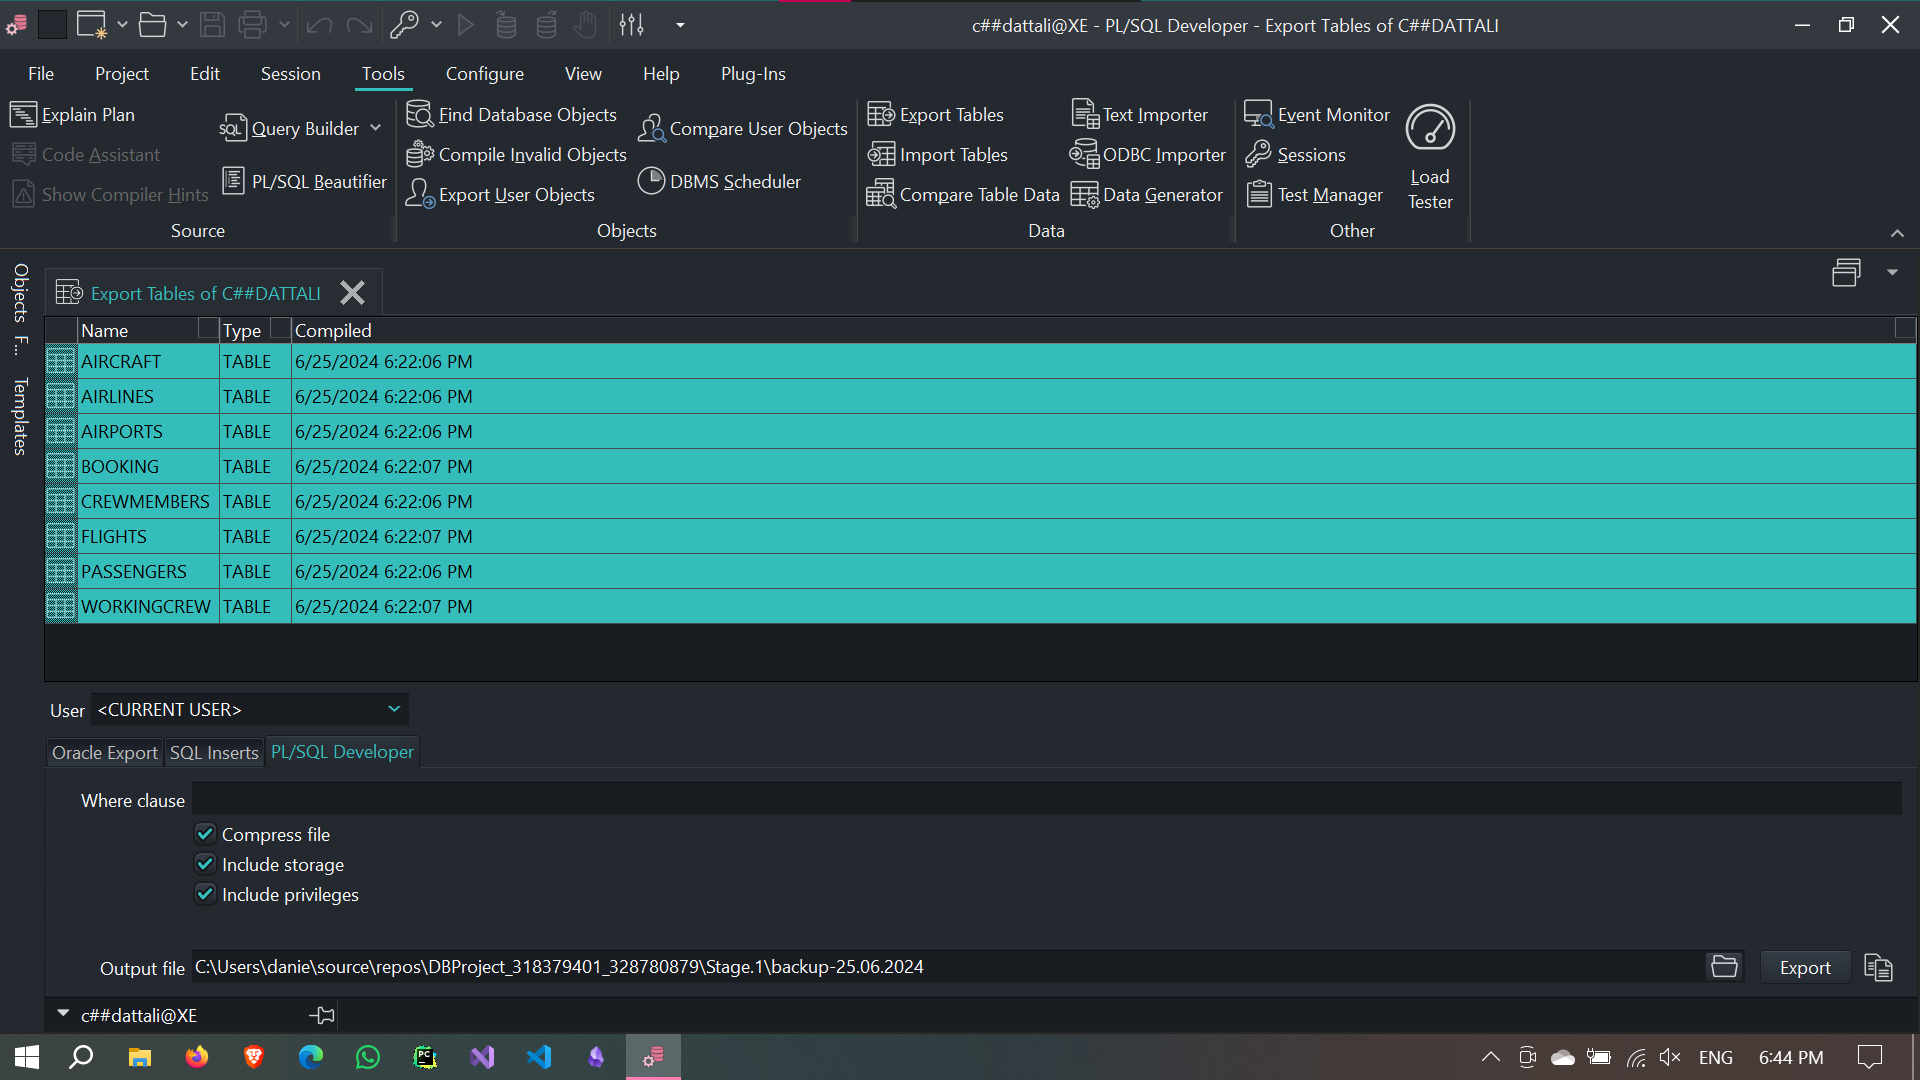 c##dattali@XE - PL/SQL Developer - Export Tables of C##DATTALI
File Project Edit Session Tools Configure View Help Plug-Ins
Explain Plan
Code Assistant
Show Compiler Hints
Query Builder
PL/SQL Beautifier
Source
Find Database Objects
Compile Invalid Objects
Export User Objects
Compare User Objects
DBMS Scheduler
Objects
Export Tables
Import Tables
Compare Table Data
Text Importer
ODBC Importer
Data Generator
Data
Event Monitor
Sessions
Test Manager
Load
Tester
Other
Objects
F...
Templates
Export Tables of C##DATTALI
Name Type Compiled
AIRCRAFT TABLE 6/25/2024 6:22:06 PM
AIRLINES TABLE 6/25/2024 6:22:06 PM
AIRPORTS TABLE 6/25/2024 6:22:06 PM
BOOKING TABLE 6/25/2024 6:22:07 PM
CREWMEMBERS TABLE 6/25/2024 6:22:06 PM
FLIGHTS TABLE 6/25/2024 6:22:07 PM
PASSENGERS TABLE 6/25/2024 6:22:06 PM
WORKINGCREW TABLE 6/25/2024 6:22:07 PM
User <CURRENT USER>
Oracle Export SQL Inserts PL/SQL Developer
Where clause
Compress file
Include storage
Include privileges
Output file C:\Users\danie\source\repos\DBProject_318379401_328780879\Stage.1\backup-25.06.2024 Export
c##dattali@XE
ENG 6:44 PM